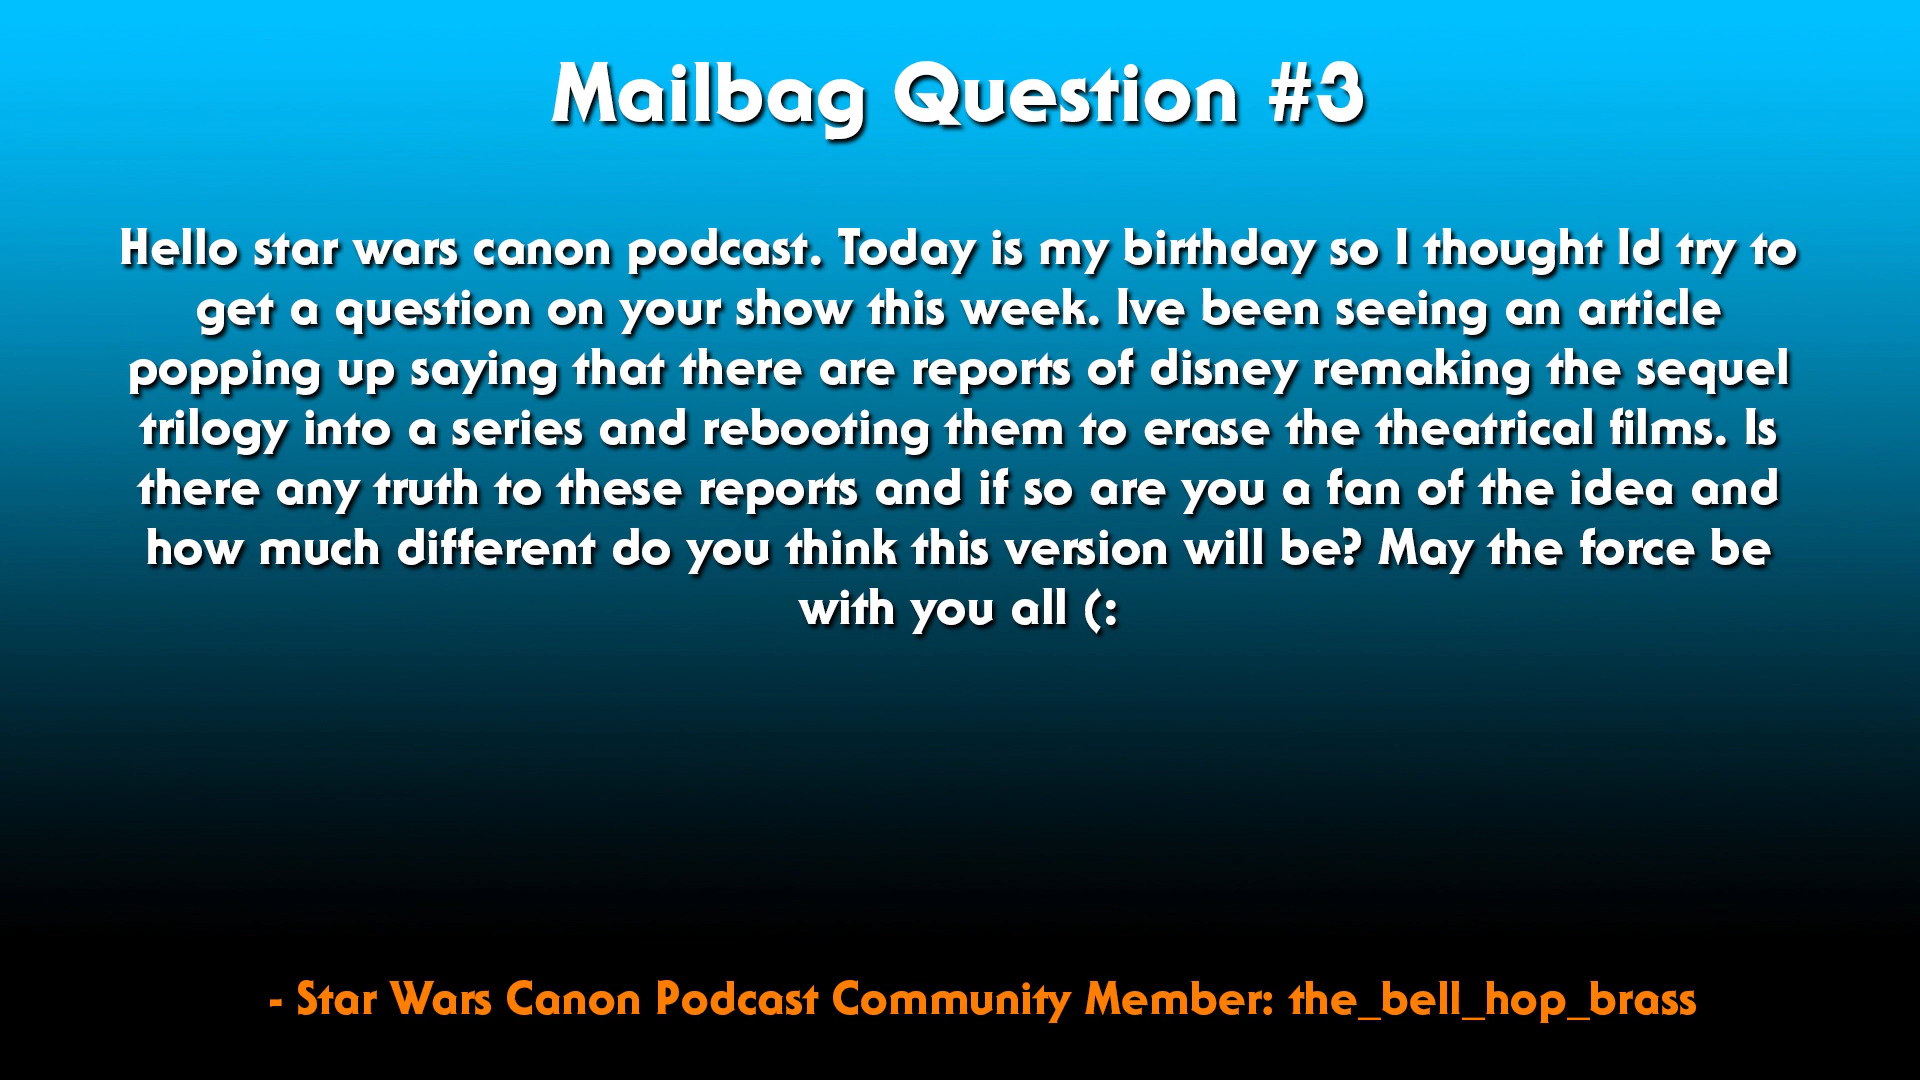 Mailbag Question #3
Hello star wars canon podcast. Today is my birthday so I thought Id try to
get a question on your show this week. Ive been seeing an article
popping up saying that there are reports of disney remaking the sequel
trilogy into a series and rebooting them to erase the theatrical films. Is
there any truth to these reports and if so are you a fan of the idea and
how much different do you think this version will be? May the force be
with you all (:
- Star Wars Canon Podcast Community Member: the_bell_hop_brass